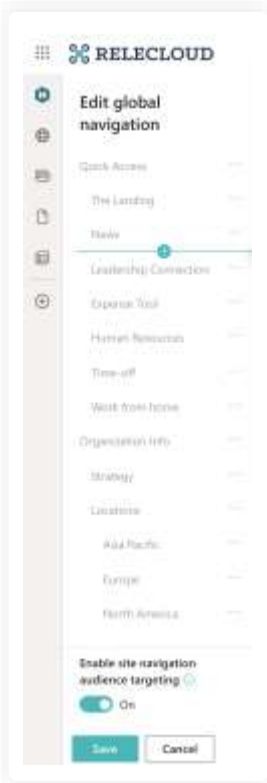 RELECLOUD
Edit global
navigation
Quick Access
The Landing
News
Leadership Connection
Expense Tool
Human Resources
Time-off
Work from home
Organization Info
Strategy
Locations
Asia Pacific
Europe
North America
Enable site navigation
audience targeting
On
Save
Cancel